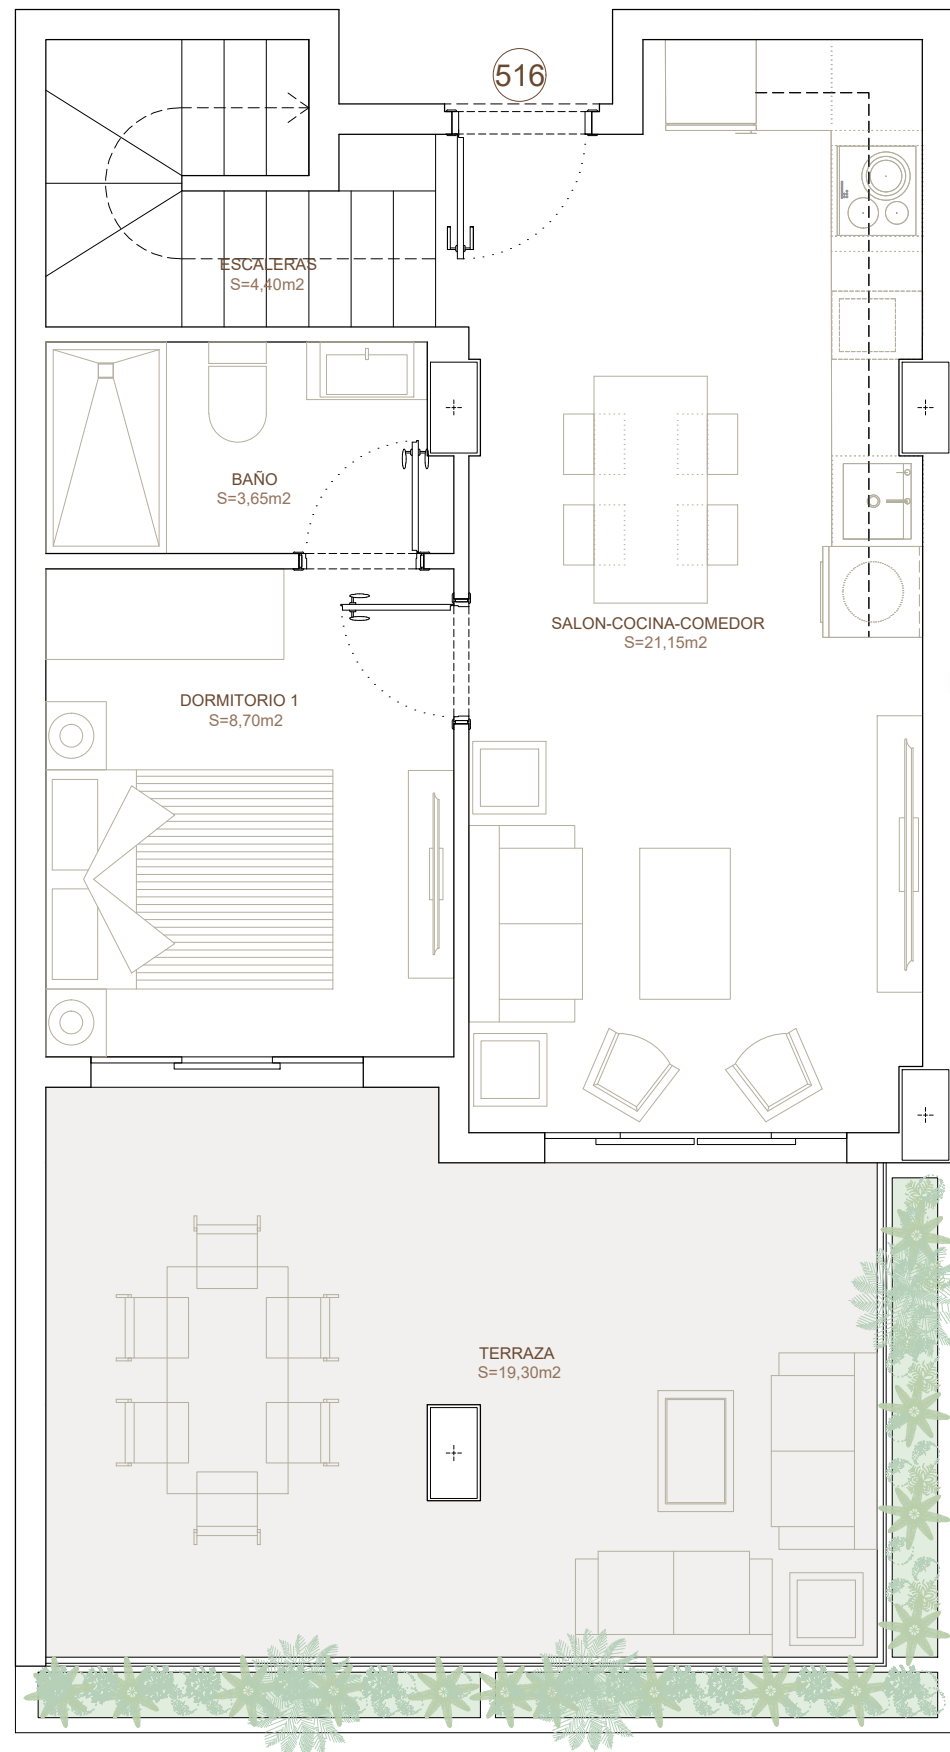 516
ESCALERAS
S=4,40m2
BAÑO
S=3,65m2
SALON-COCINA-COMEDOR
S=21,15m2
DORMITORIO 1
S=8,70m2
TERRAZA
S=19,30m2